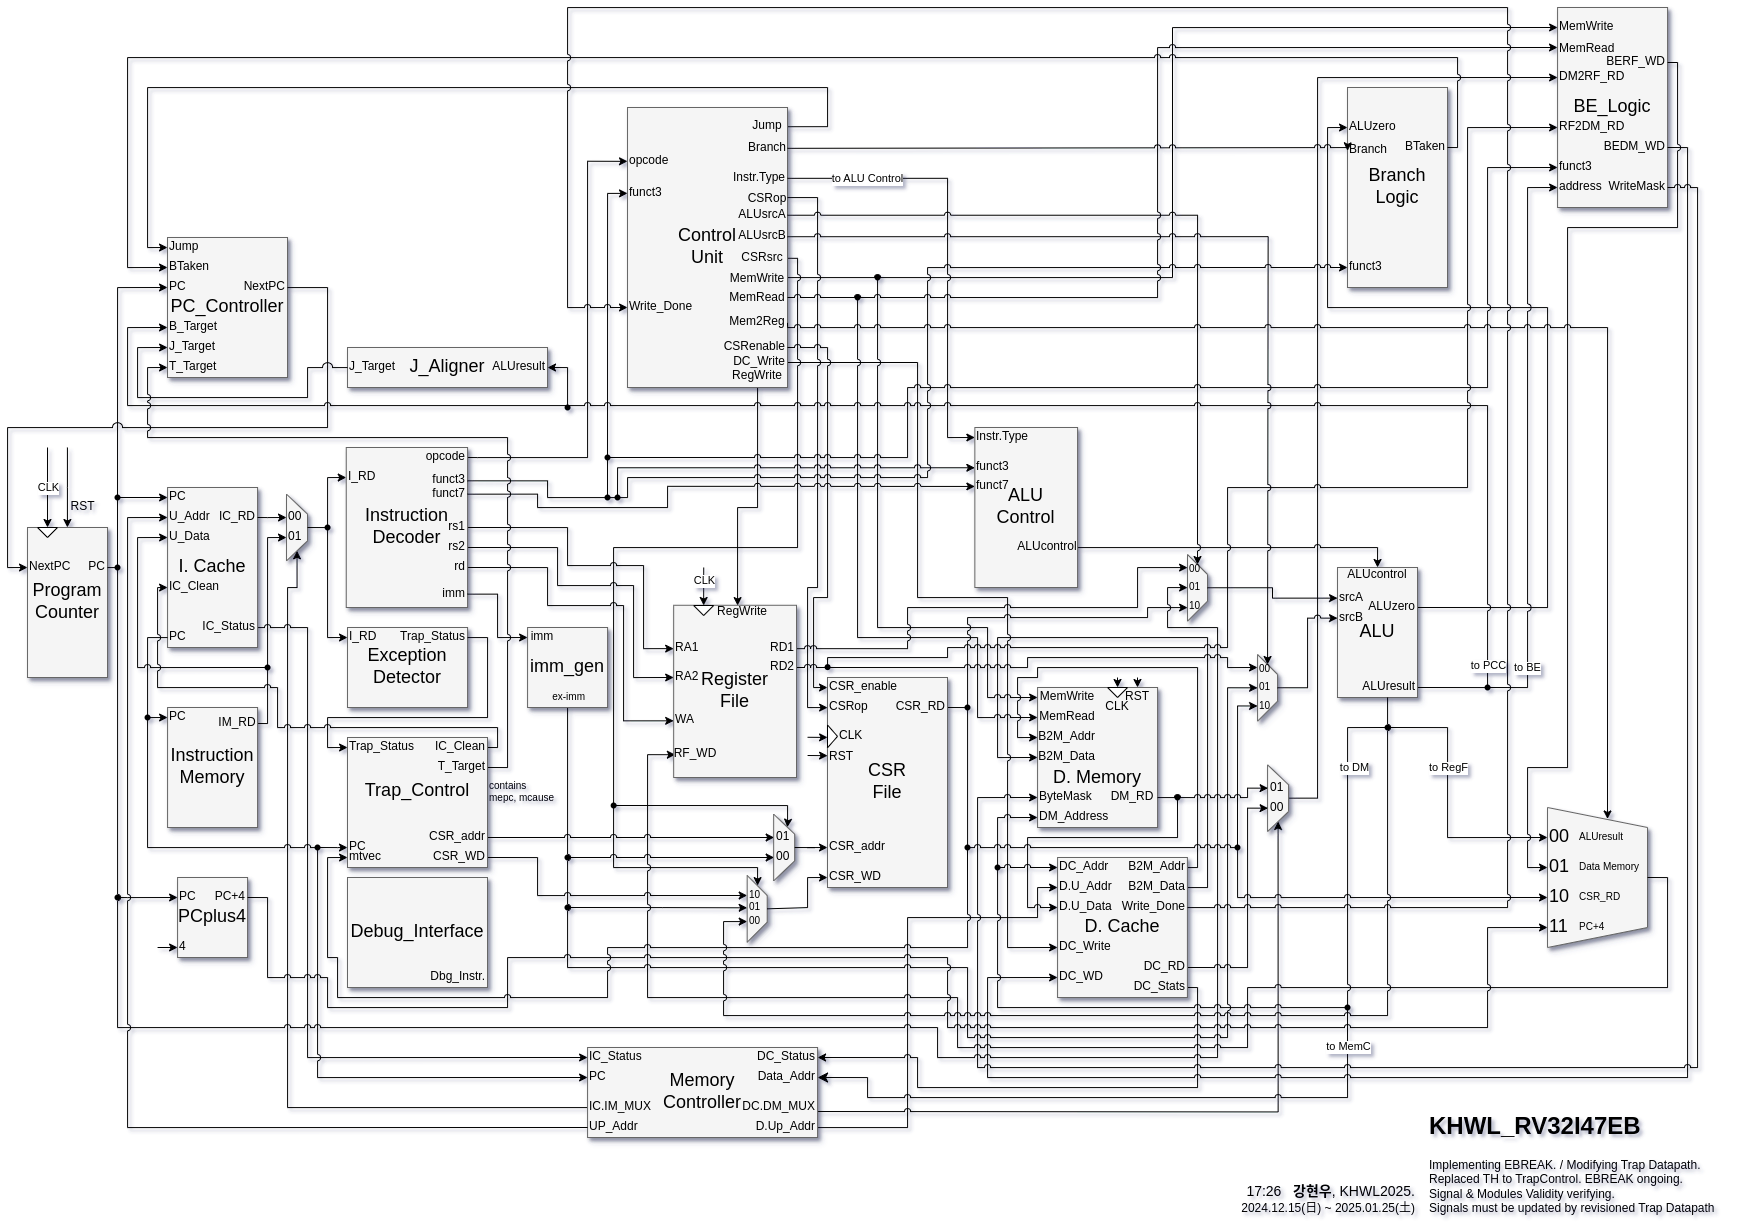 MemWrite
MemRead
BERF_WD
DM2RF_RD
BE_Logic
RF2DM_RD
BEDM_WD
funct3
address WriteMask
ALUzero
Branch
BTaken
Branch
Logic
funct3
Jump
Branch
opcode
Instr.Type
to ALU Control
funct3
CSRop
ALUsrcA
Control
Unit
ALUsrcB
CSRsrc
MemWrite
MemRead
Write_Done
Mem2Reg
CSRenable
DC_Write
RegWrite
Jump
BTaken
PC
NextPC
PC_Controller
B_Target
J_Target
T_Target
J_Target
J_Aligner
ALUresult
CLK
RST
NextPC
PC
Program
Counter
PC
U_Addr
IC_RD
U_Data
I. Cache
IC_Clean
IC_Status
PC
00
01
opcode
I_RD
funct3
funct7
Instruction
Decoder
rs1
rs2
rd
imm
I_RD
Trap_Status
Exception
Detector
imm
imm_gen
ex-imm
PC
IM_RD
Instruction
Memory
Trap_Status
IC_Clean
T_Target
contains
mepc, mcause
Trap_Control
CSR_addr
PC
mtvec
CSR_WD
PC
PC+4
PCplus4
4
Debug_Interface
Dbg_Instr.
CLK
RegWrite
RA1
RD1
RD2
RA2
Register
File
WA
RF_WD
CSR_enable
CSRop
CSR_RD
CLK
RST
CSR
File
CSR_addr
CSR_WD
01
00
10
01
00
Instr.Type
funct3
funct7
ALU
Control
ALUcontrol
00
01
10
00
01
10
ALUcontrol
srcA
ALUzero
srcB
ALU
ALUresult
to PCC
to BE
MemWrite
RST
CLK
MemRead
B2M_Addr
B2M_Data
D. Memory
ByteMask
DM_RD
DM_Address
01
00
to DM
to RegF
DC_Addr
B2M_Addr
D.U_Addr
B2M_Data
D.U_Data
Write_Done
D. Cache
DC_Write
DC_RD
DC_WD
DC_Stats
00 ALUresult
01 Data Memory
10 CSR_RD
11 PC+4
to MemC
IC_Status
DC_Status
PC
Data_Addr
Memory
Controller
IC.IM_MUX
DC.DM_MUX
UP_Addr
D.Up_Addr
KHWL_RV32I47EB
Implementing EBREAK. / Modifying Trap Datapath.
Replaced TH to TrapControl. EBREAK ongoing.
Signal & Modules Validity verifying.
Signals must be updated by revisioned Trap Datapath
17:26 강현우, KHWL2025.
2024.12.15(日) ~ 2025.01.25(土)